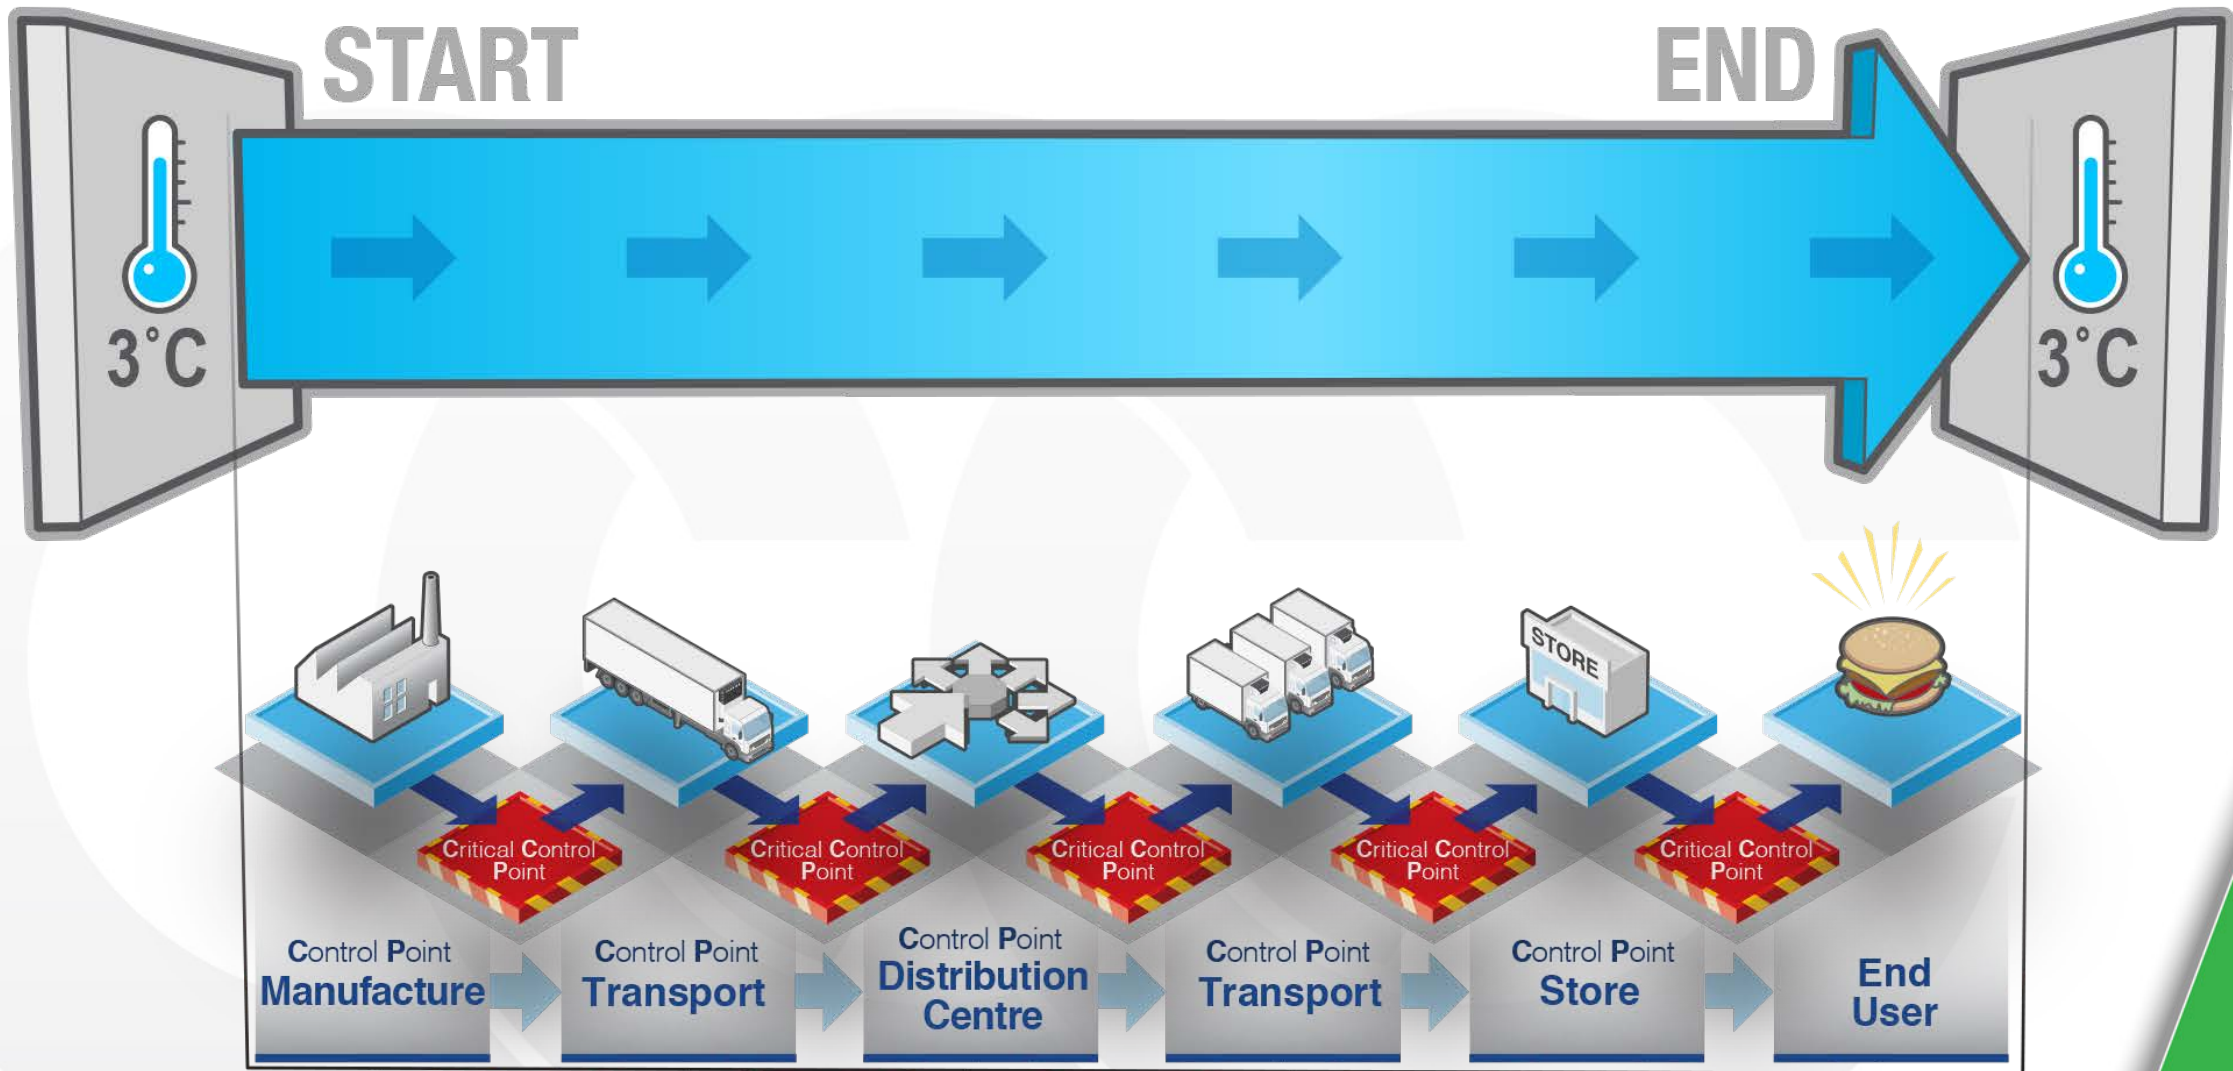 START
END
3°C
3°C
STORE
Critical Control
Point
Critical Control
Point
Critical Control
Point
Critical Control
Point
Critical Control
Point
Control Point
Manufacture
Control Point
Transport
Control Point
Distribution
Centre
Control Point
Transport
Control Point
Store
End
User